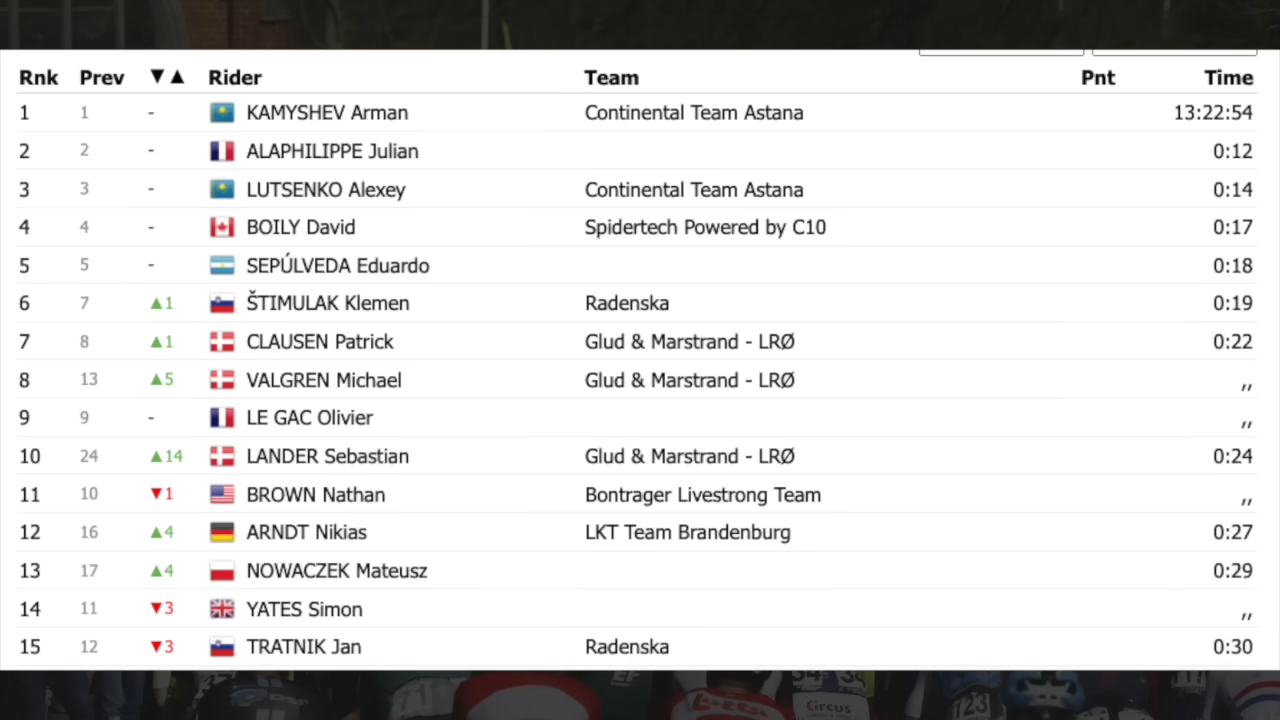 Rnk Prev ▼▲ Rider Team Pnt Time
1 1 - KAMYSHEV Arman Continental Team Astana 13:22:54
2 2 - ALAPHILIPPE Julian 0:12
3 3 - LUTSENKO Alexey Continental Team Astana 0:14
4 4 - BOILY David Spidertech Powered by C10 0:17
5 5 - SEPÚLVEDA Eduardo 0:18
6 7 ▲1 ŠTIMULAK Klemen Radenska 0:19
7 8 ▲1 CLAUSEN Patrick Glud & Marstrand - LRØ 0:22
8 13 ▲5 VALGREN Michael Glud & Marstrand - LRØ ,,
9 9 - LE GAC Olivier ,,
10 24 ▲14 LANDER Sebastian Glud & Marstrand - LRØ 0:24
11 10 ▼1 BROWN Nathan Bontrager Livestrong Team ,,
12 16 ▲4 ARNDT Nikias LKT Team Brandenburg 0:27
13 17 ▲4 NOWACZEK Mateusz 0:29
14 11 ▼3 YATES Simon ,,
15 12 ▼3 TRATNIK Jan Radenska 0:30
EF
Circus
123